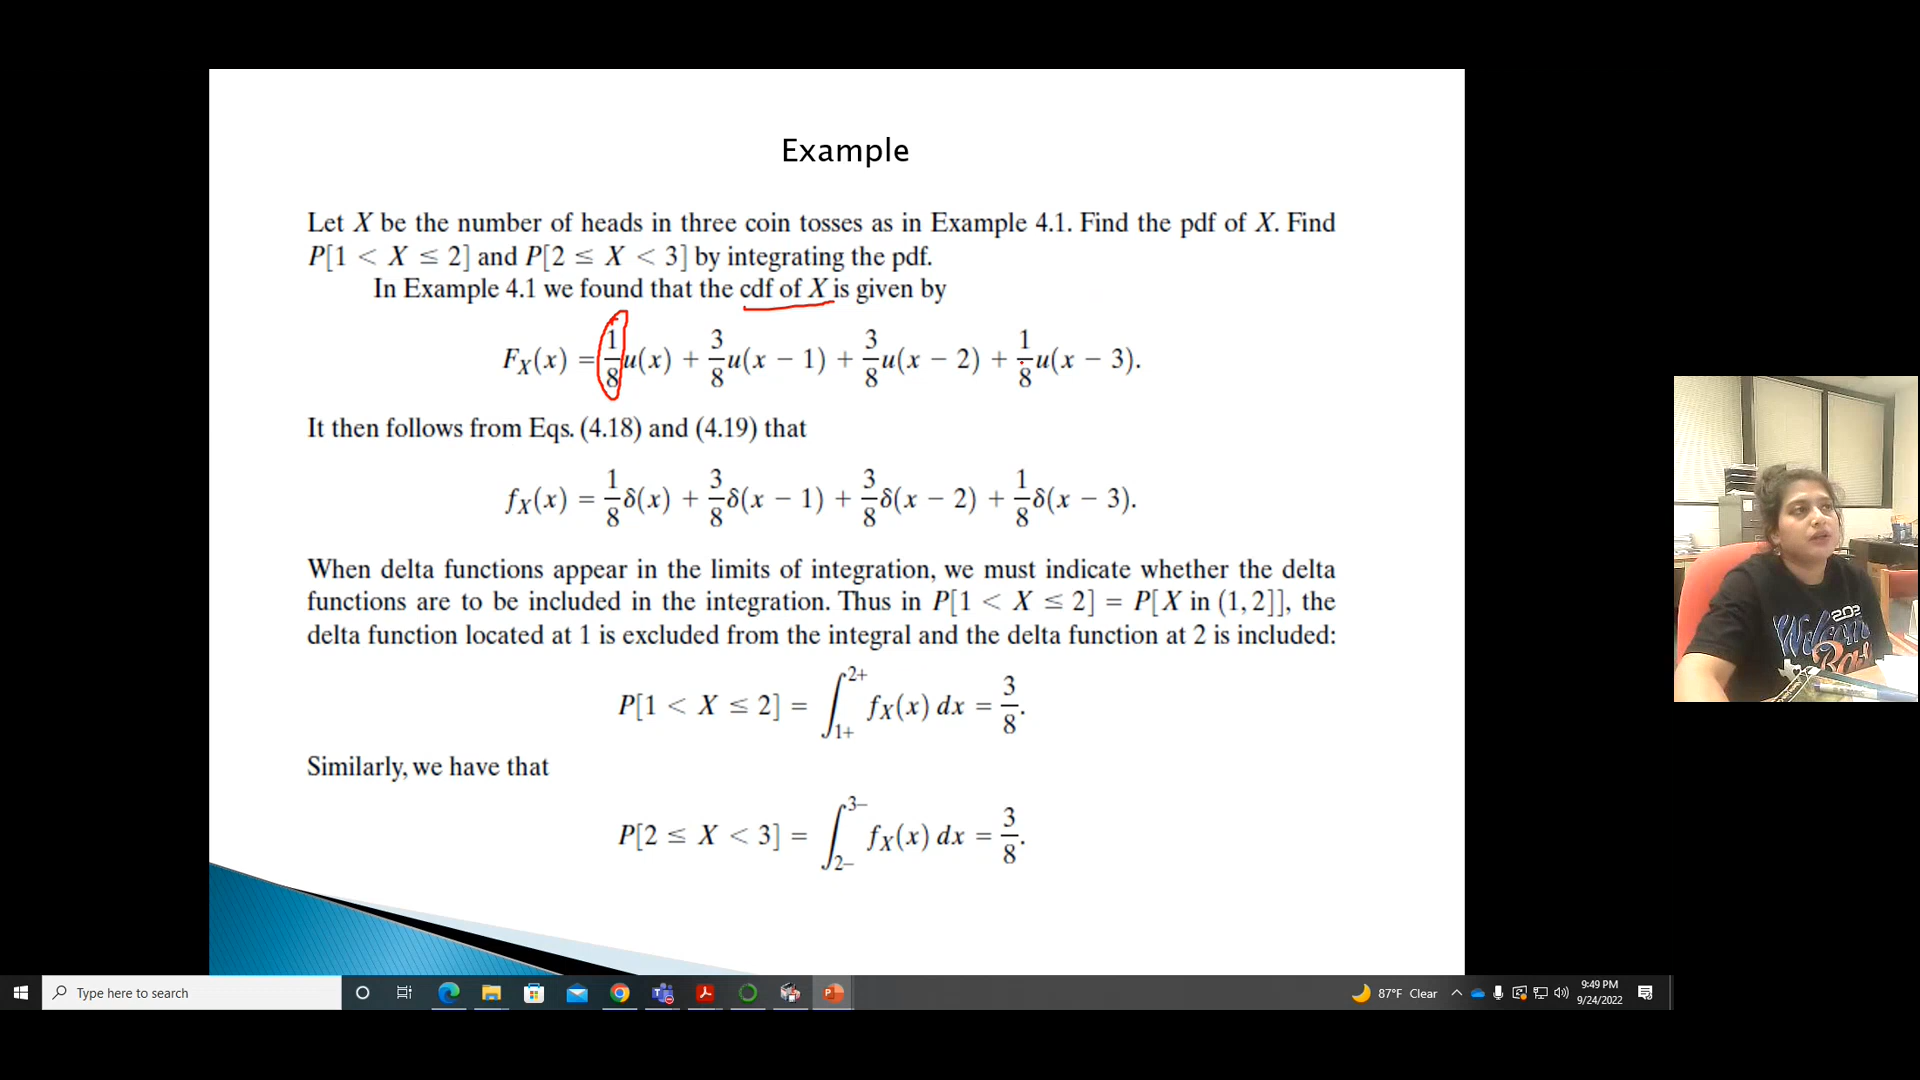 Example
Let X be the number of heads in three coin tosses as in Example 4.1. Find the pdf of X. Find
P[1 < X ≤ 2] and P[2 ≤ X < 3] by integrating the pdf.
In Example 4.1 we found that the cdf of X is given by
F_X(x) = 1/8 u(x) + 3/8 u(x − 1) + 3/8 u(x − 2) + 1/8 u(x − 3).
It then follows from Eqs. (4.18) and (4.19) that
f_X(x) = 1/8 δ(x) + 3/8 δ(x − 1) + 3/8 δ(x − 2) + 1/8 δ(x − 3).
When delta functions appear in the limits of integration, we must indicate whether the delta
functions are to be included in the integration. Thus in P[1 < X ≤ 2] = P[X in (1, 2]], the
delta function located at 1 is excluded from the integral and the delta function at 2 is included:
P[1 < X ≤ 2] = ∫_{1+}^{2+} f_X(x) dx = 3/8.
Similarly, we have that
P[2 ≤ X < 3] = ∫_{2−}^{3−} f_X(x) dx = 3/8.
202
Welcome
Type here to search
87°F Clear
9:49 PM
9/24/2022